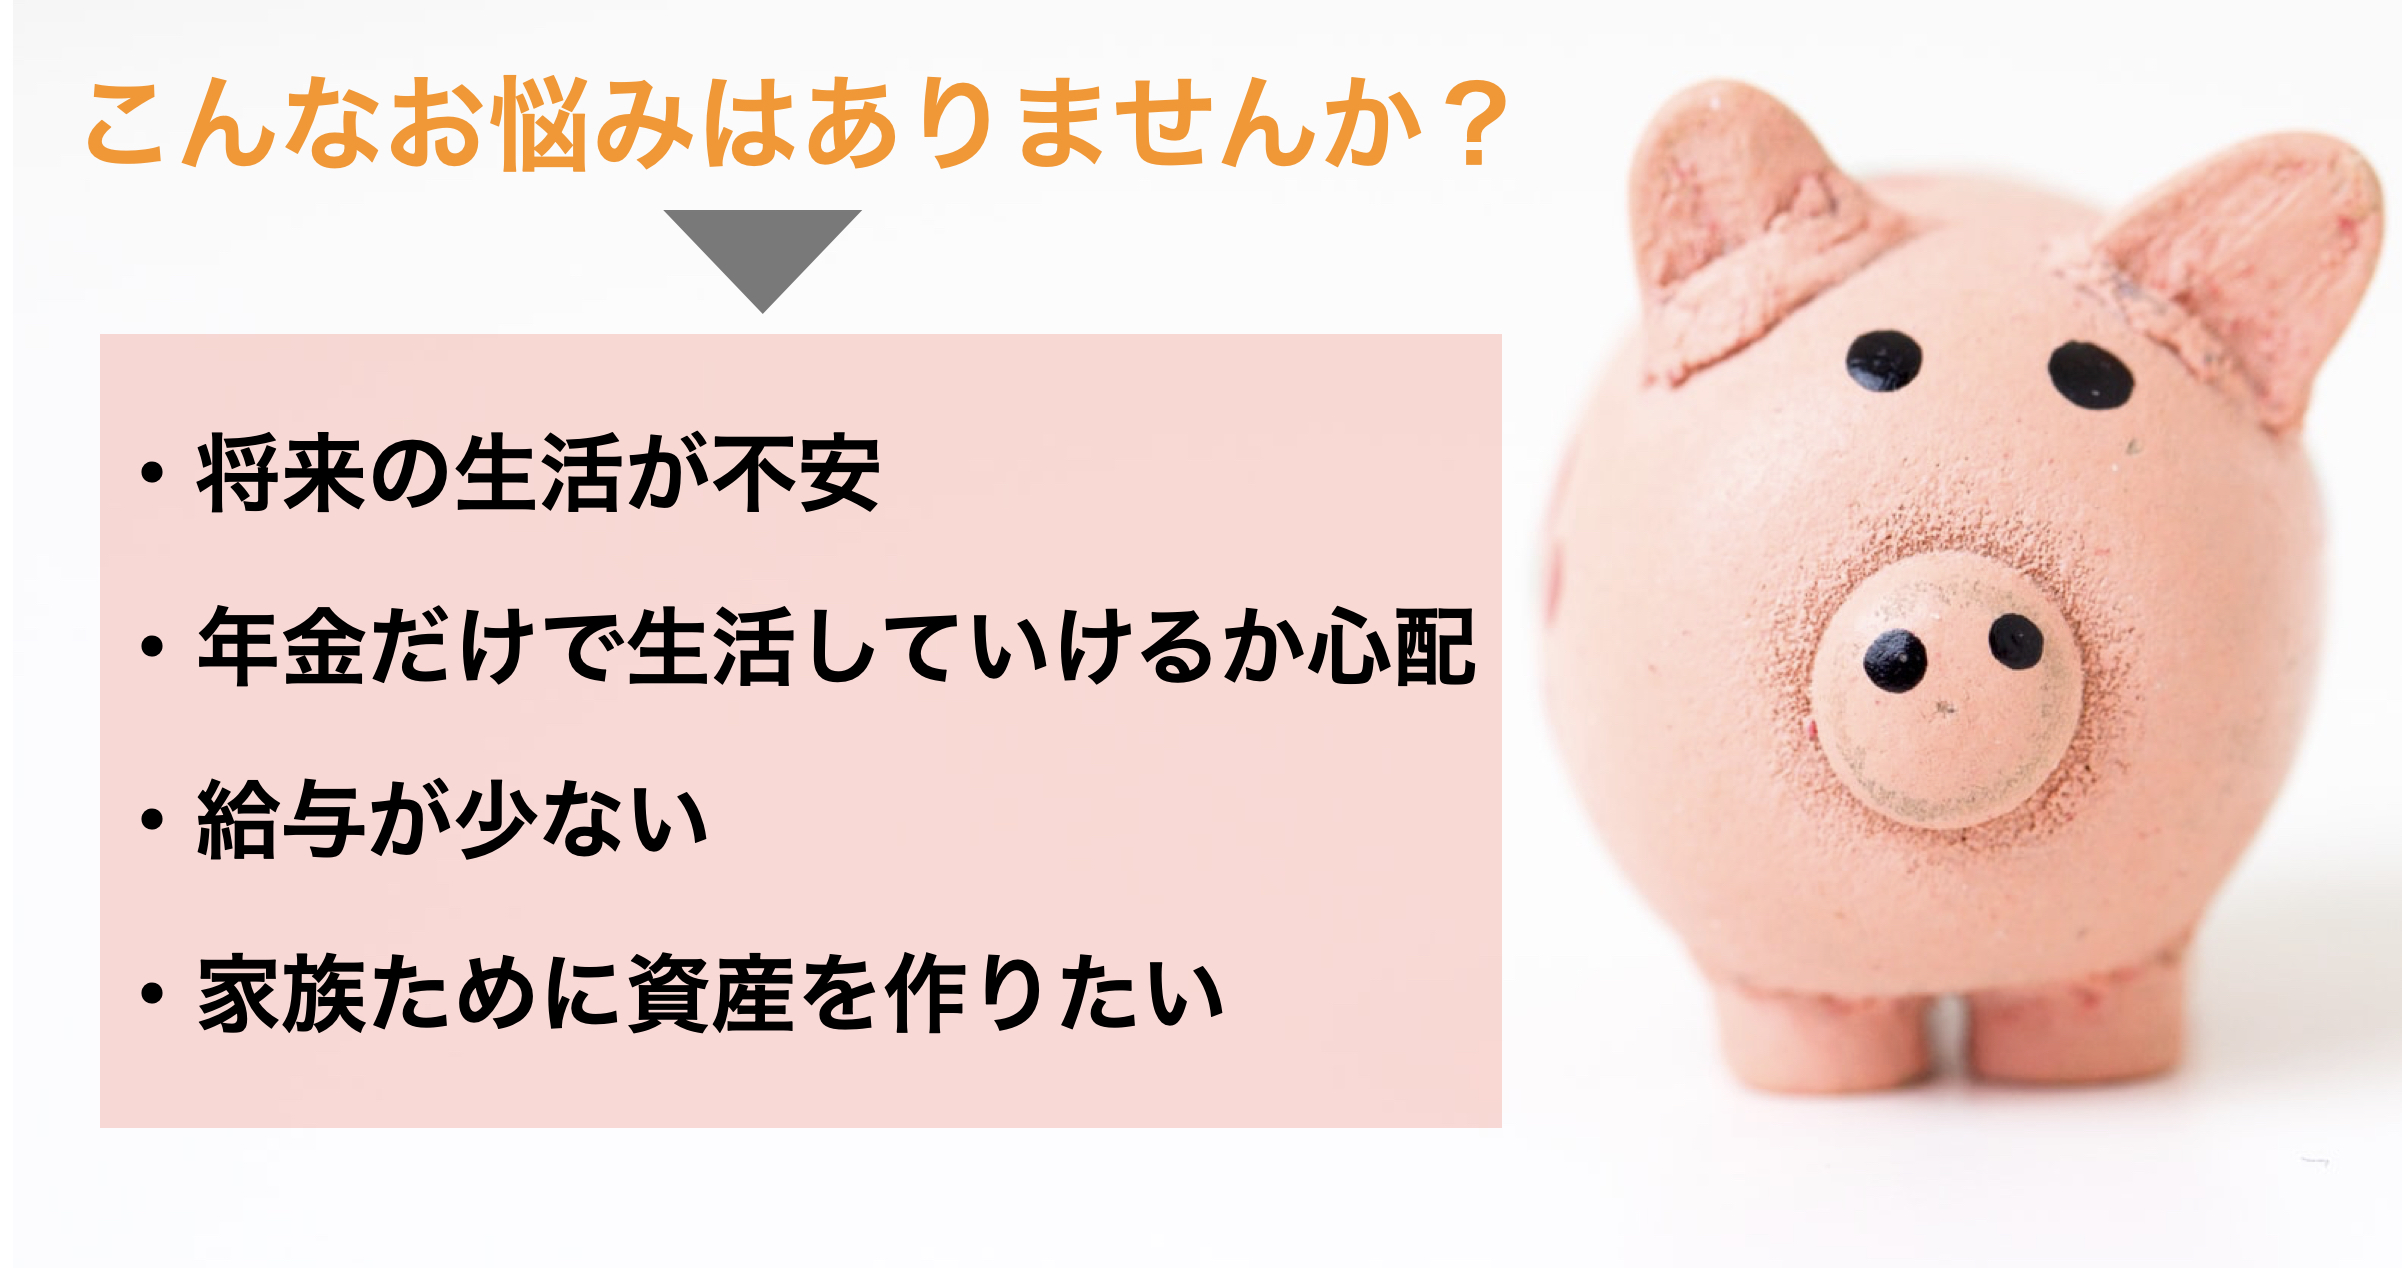 こんなお悩みはありませんか？
・将来の生活が不安
・年金だけで生活していけるか心配
・給与が少ない
・家族ために資産を作りたい